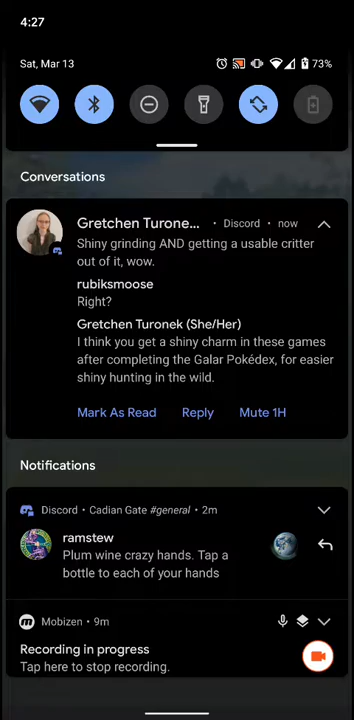 4:27
Sat, Mar 13
73%
Conversations
Gretchen Turone... • Discord • now
Shiny grinding AND getting a usable critter
out of it, wow.
rubiksmoose
Right?
Gretchen Turonek (She/Her)
I think you get a shiny charm in these games
after completing the Galar Pokédex, for easier
shiny hunting in the wild.
Mark As Read Reply Mute 1H
Notifications
Discord • Cadian Gate #general • 2m
ramstew
Plum wine crazy hands. Tap a
bottle to each of your hands
Mobizen • 9m
Recording in progress
Tap here to stop recording.